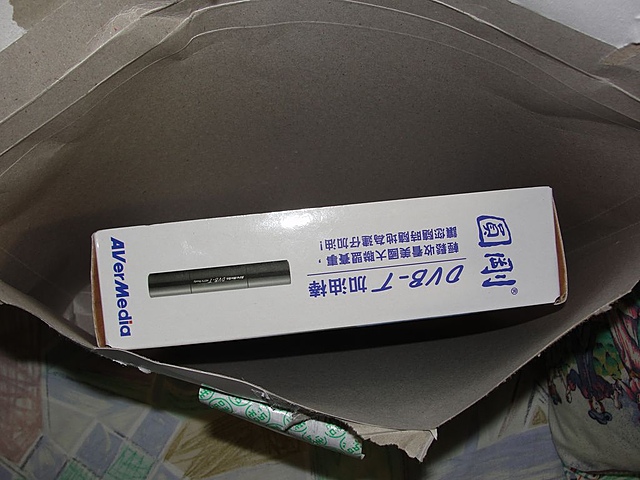 圓剛®
DVB-T 加油棒
輕鬆收看美國大聯盟賽事，
讓您隨時隨地為建仔加油！
AVerMedia